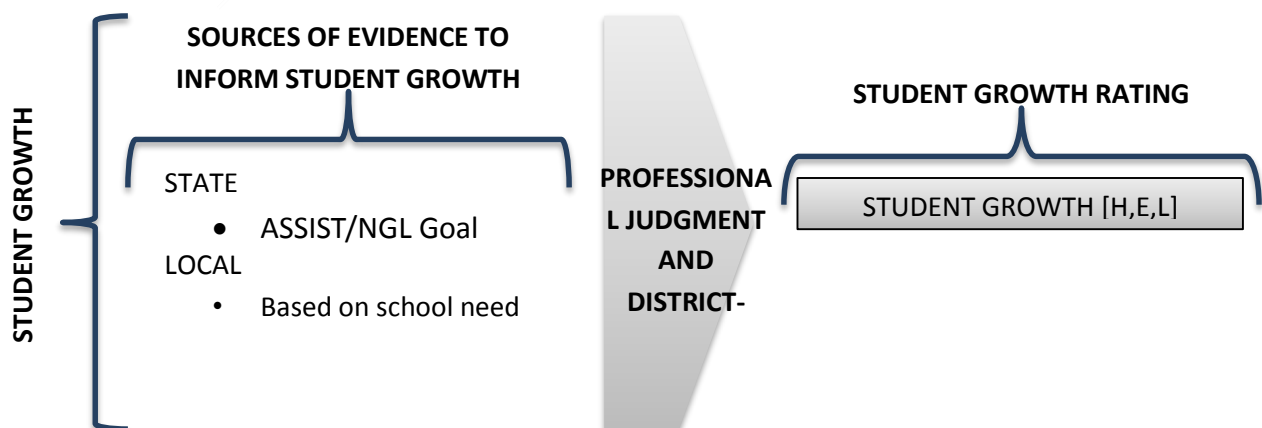 STUDENT GROWTH
SOURCES OF EVIDENCE TO
INFORM STUDENT GROWTH
STATE
● ASSIST/NGL Goal
LOCAL
• Based on school need
PROFESSIONA
L JUDGMENT
AND
DISTRICT-
STUDENT GROWTH RATING
STUDENT GROWTH [H,E,L]